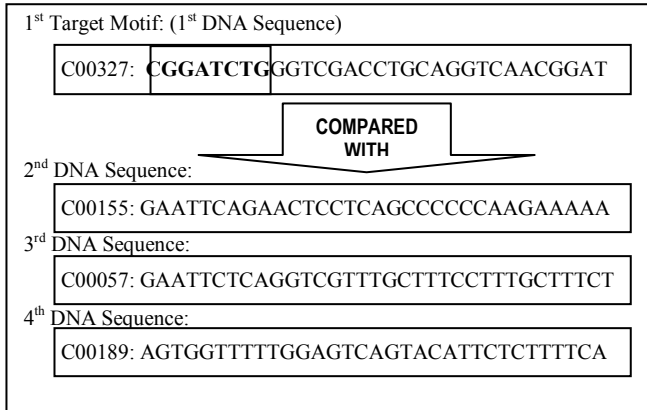 1st Target Motif: (1st DNA Sequence)
C00327: CGGATCTGGGTCGACCTGCAGGTCAACGGAT
COMPARED
WITH
2nd DNA Sequence:
C00155: GAATTCAGAACTCCTCAGCCCCCCAAGAAAAA
3rd DNA Sequence:
C00057: GAATTCTCAGGTCGTTTGCTTTCCTTTGCTTTCT
4th DNA Sequence:
C00189: AGTGGTTTTTGGAGTCAGTACATTCTCTTTTCA